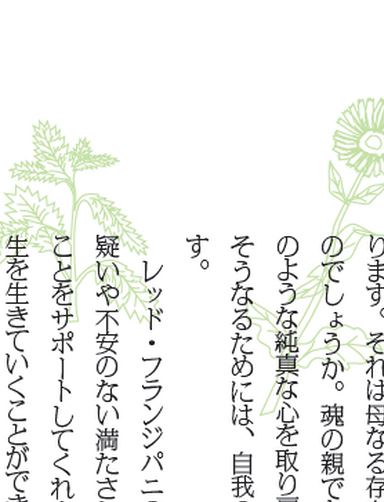 ります。それは母なる存
のでしょうか。魂の親で
のような純真な心を取り
そうなるためには、自我
す。
レッド・フランジパニ
疑いや不安のない満たさ
ことをサポートしてくれ
生を生きていくことができ